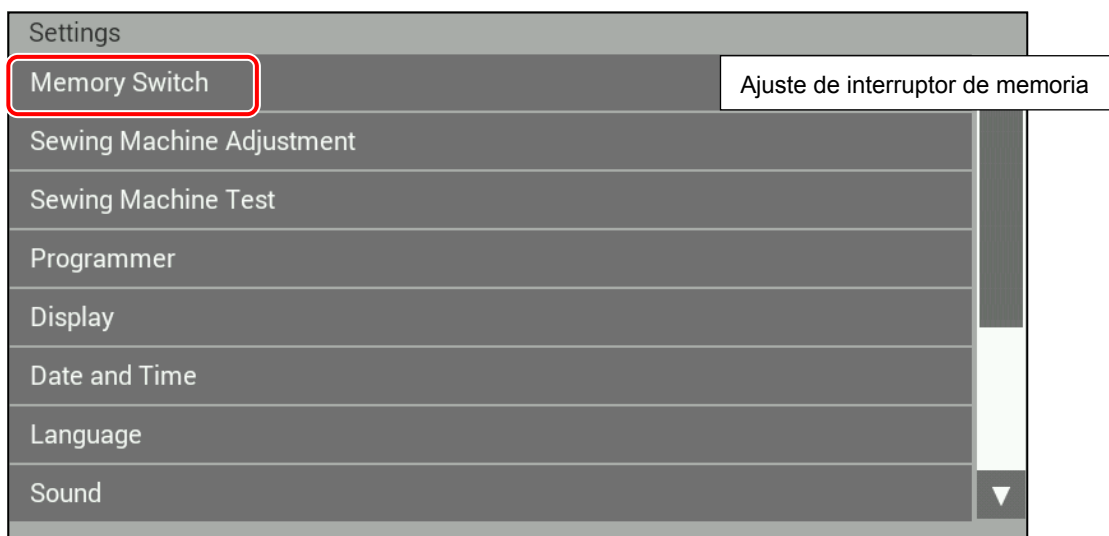 Settings
Memory Switch
Ajuste de interruptor de memoria
Sewing Machine Adjustment
Sewing Machine Test
Programmer
Display
Date and Time
Language
Sound